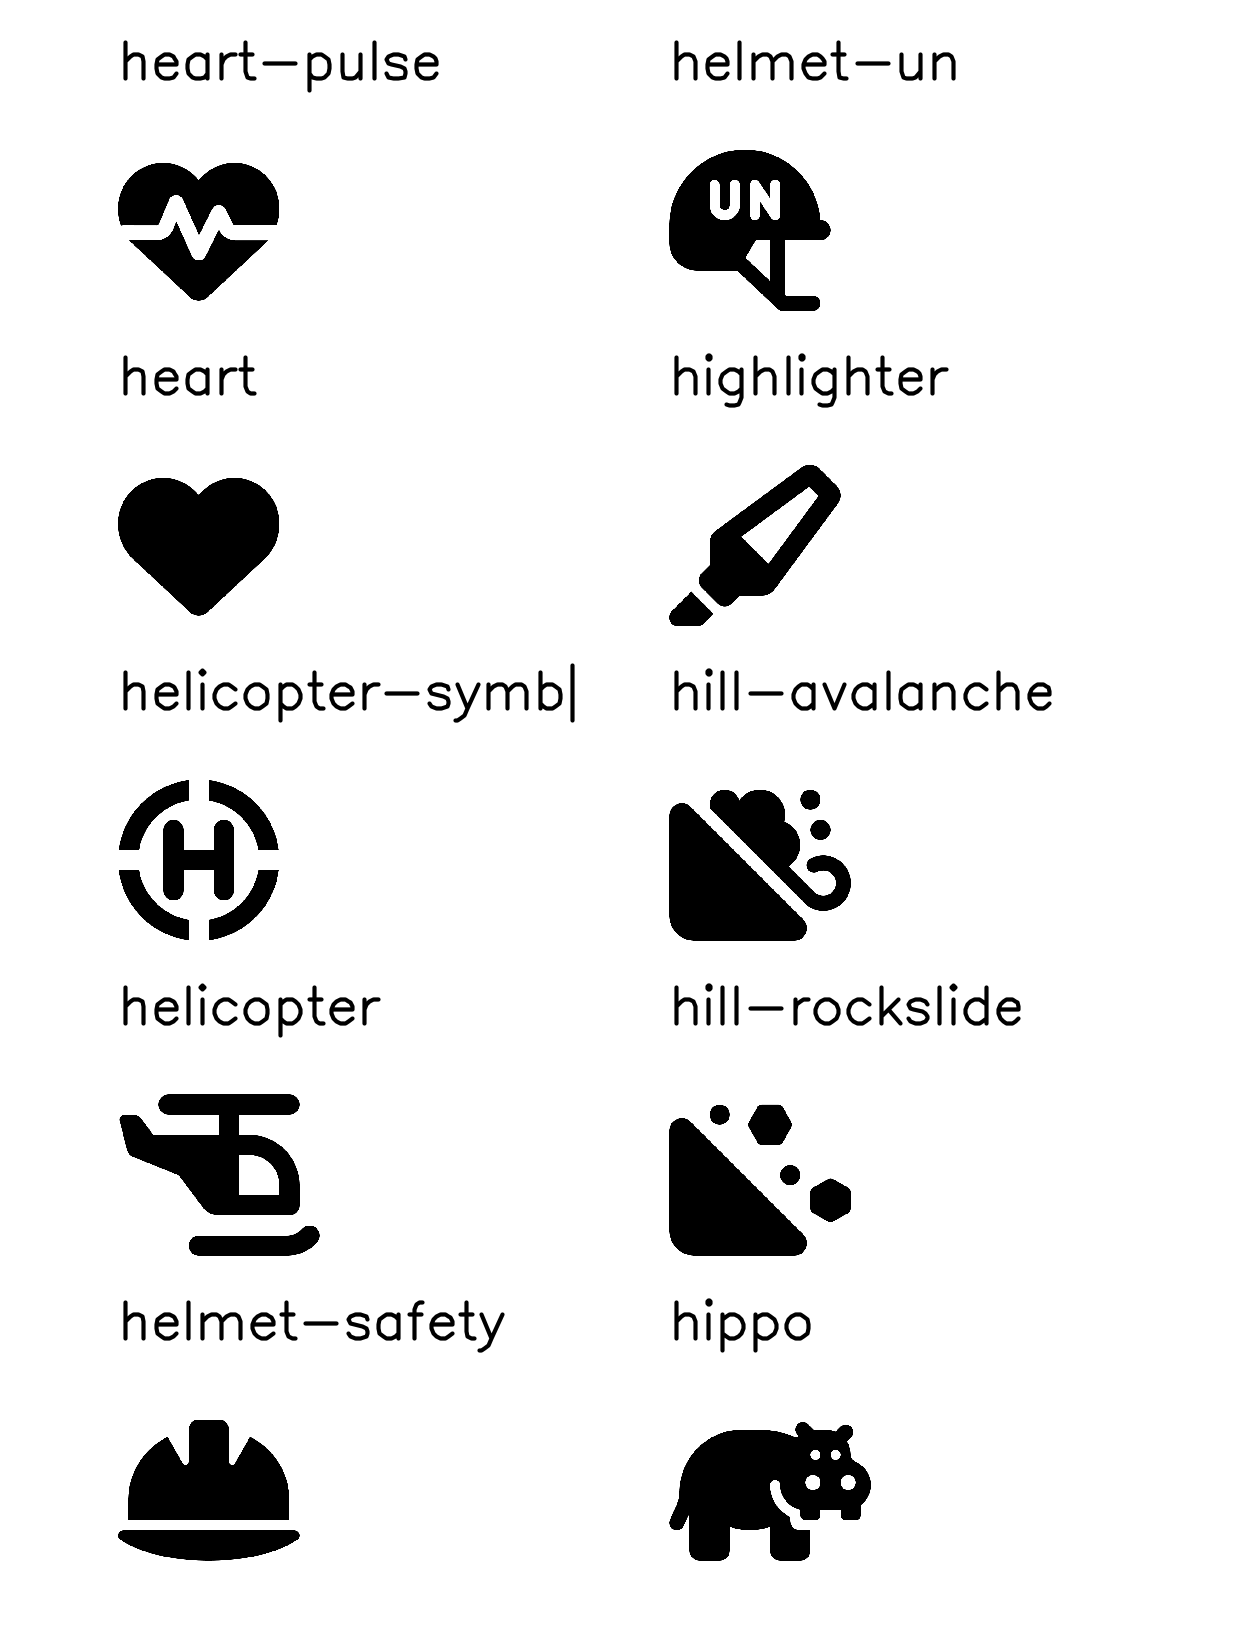 heart-pulse
helmet-un
UN
heart
highlighter
helicopter-symb|
hill-avalanche
H
helicopter
hill-rockslide
helmet-safety
hippo